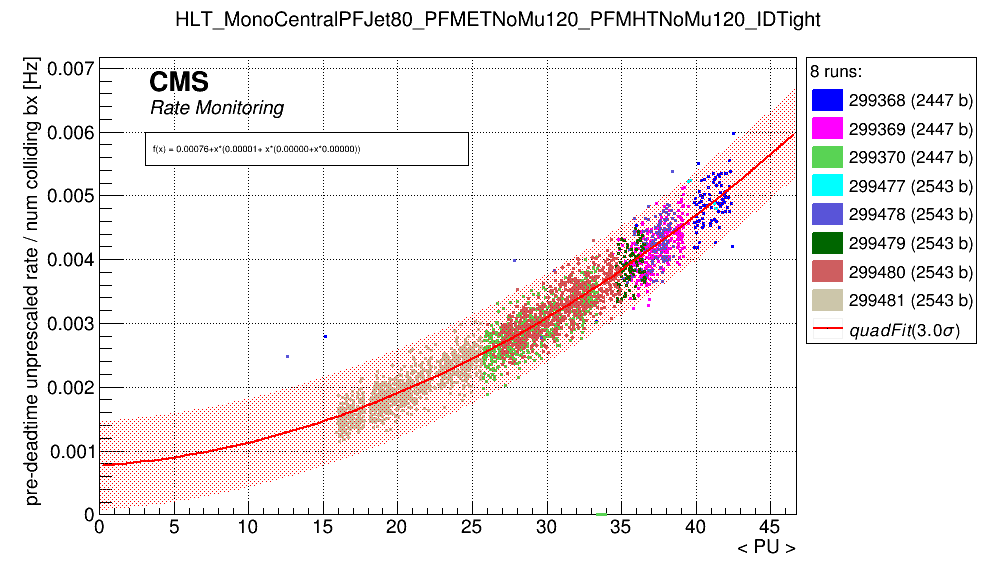 HLT_MonoCentralPFJet80_PFMETNoMu120_PFMHTNoMu120_IDTight
pre-deadtime unprescaled rate / num colliding bx [Hz]
0.007
0.006
0.005
0.004
0.003
0.002
0.001
0
CMS
Rate Monitoring
f(x) = 0.00076+x*(0.00001+ x*(0.00000+x*0.00000))
0 5 10 15 20 25 30 35 40 45
< PU >
8 runs:
299368 (2447 b)
299369 (2447 b)
299370 (2447 b)
299477 (2543 b)
299478 (2543 b)
299479 (2543 b)
299480 (2543 b)
299481 (2543 b)
quadFit(3.0σ)